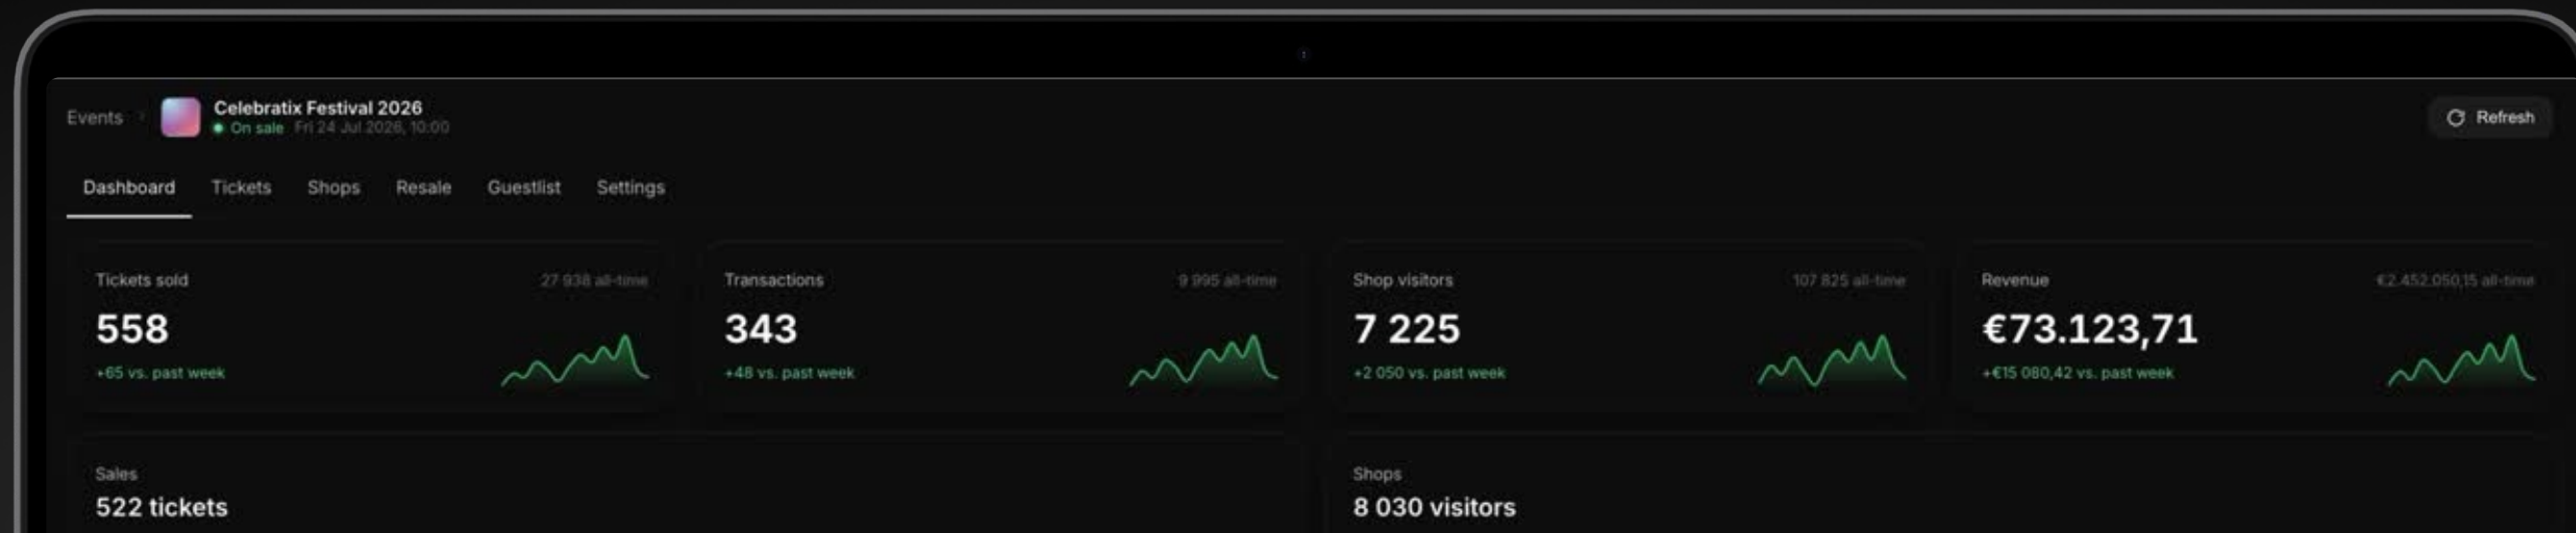 Events
Celebratix Festival 2026
On sale Fri 24 Jul 2026, 10:00
Refresh
Dashboard Tickets Shops Resale Guestlist Settings
Tickets sold 27 938 all-time
558
+65 vs. past week
Transactions 9 995 all-time
343
+48 vs. past week
Shop visitors 107 825 all-time
7 225
+2 050 vs. past week
Revenue €2.452.050,15 all-time
€73.123,71
+€15 080,42 vs. past week
Sales
522 tickets
Shops
8 030 visitors